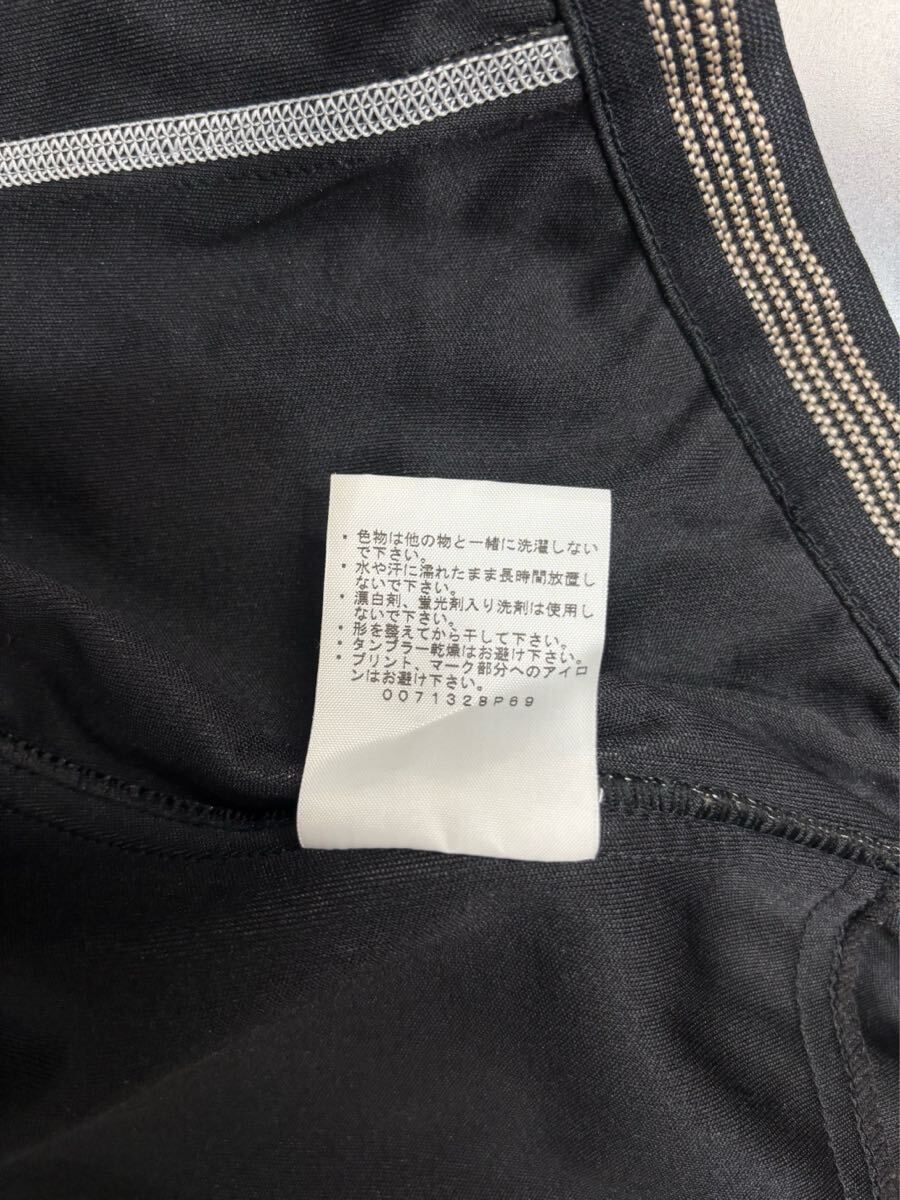 ・色物は他の物と一緒に洗濯しない
で下さい。
・水や汗に濡れたまま長時間放置し
ないで下さい。
・漂白剤、蛍光剤入り洗剤は使用し
ないで下さい。
・形を整えてから干して下さい。
・タンブラー乾燥はお避け下さい。
・プリント、マーク部分へのアイロ
ンはお避け下さい。
0071328P69